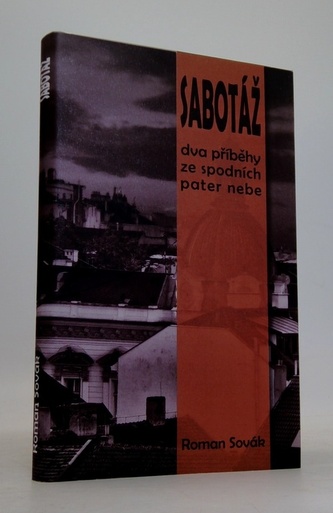 SABOTÁŽ
SABOTÁŽ
dva příběhy
ze spodních
pater nebe
Roman Sovák
Roman Sovák